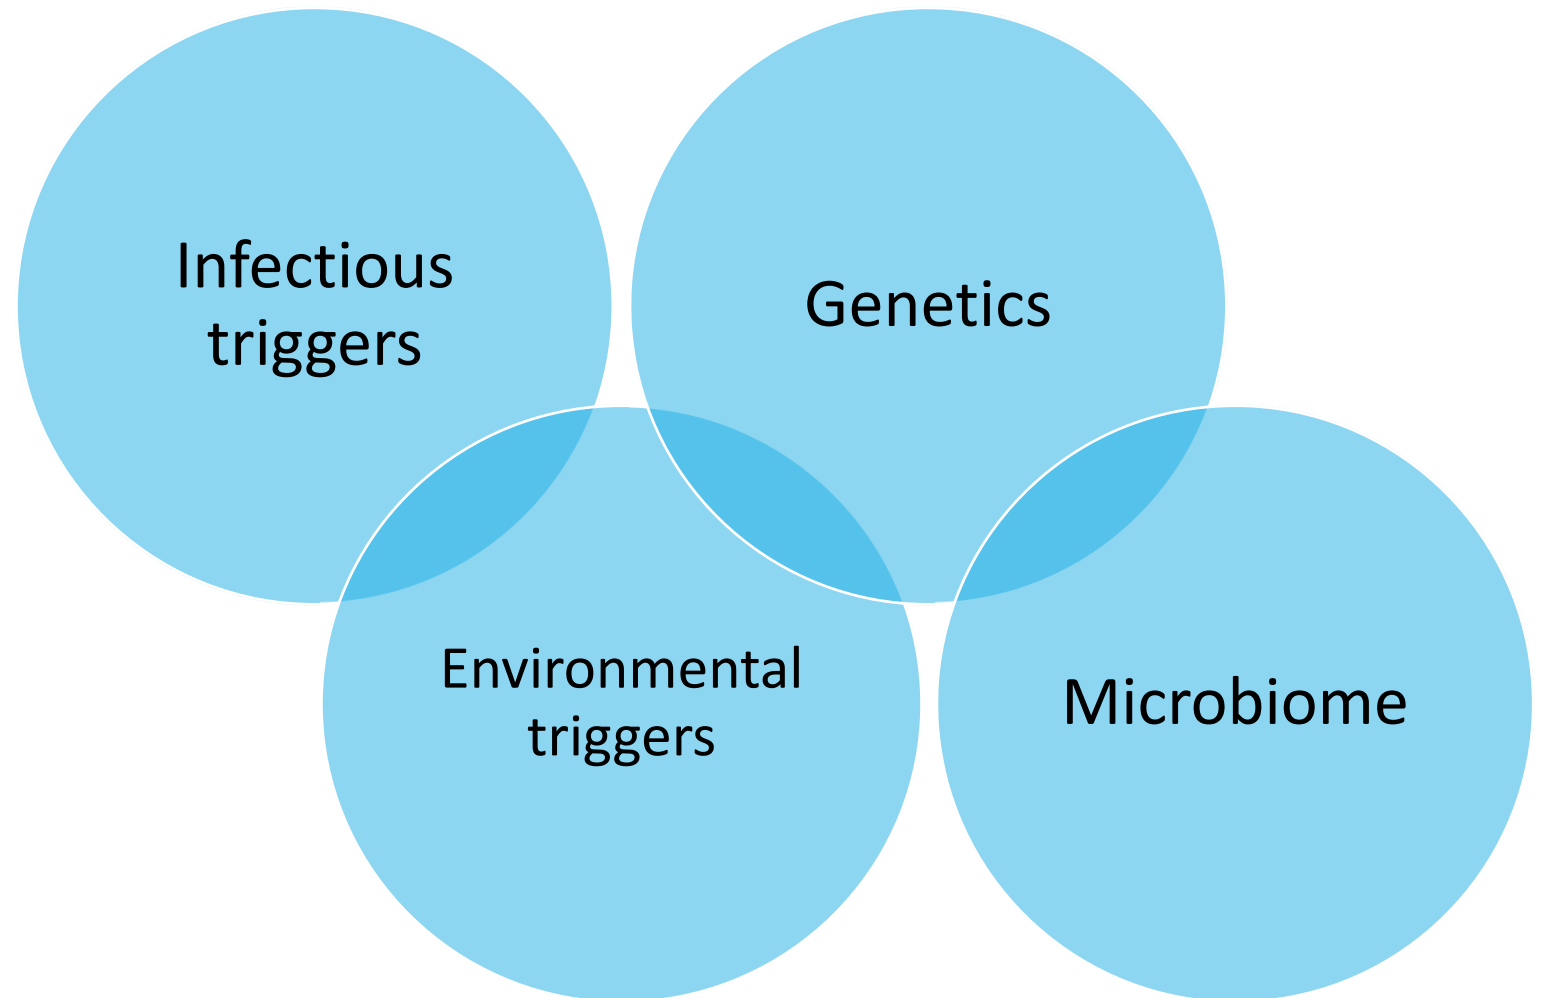 Infectious
triggers
Genetics
Environmental
triggers
Microbiome